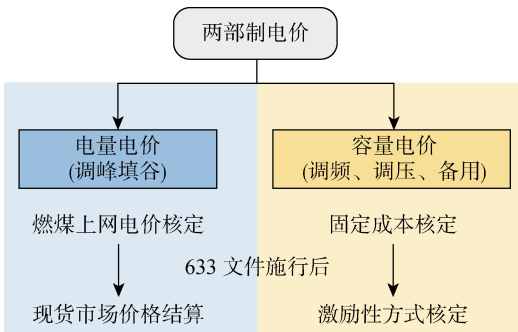 两部制电价
电量电价
(调峰填谷)
容量电价
(调频、调压、备用)
燃煤上网电价核定
固定成本核定
633 文件施行后
现货市场价格结算
激励性方式核定